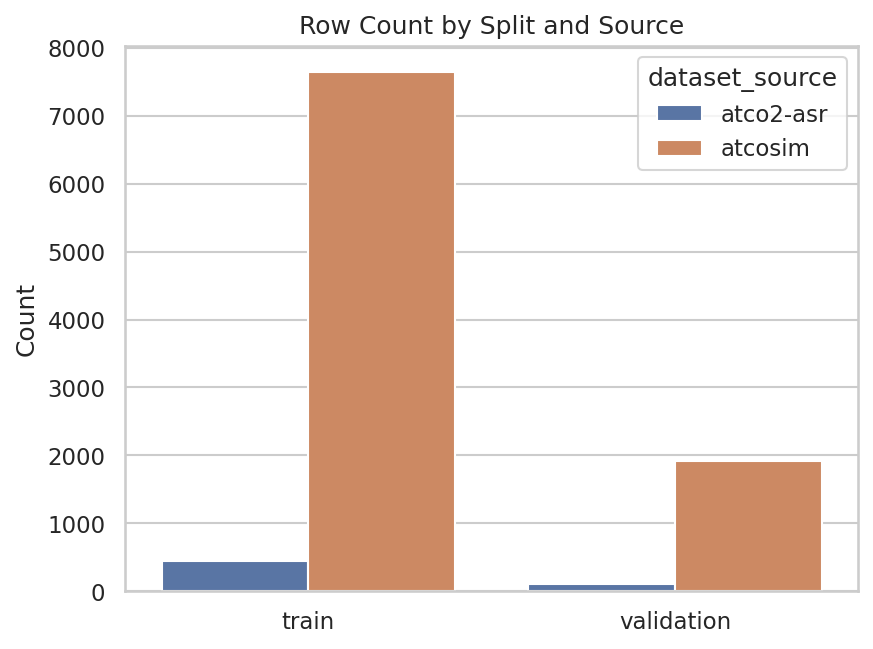 Row Count by Split and Source
8000
7000
6000
5000
4000
3000
2000
1000
0
Count
dataset_source
atco2-asr
atcosim
train
validation